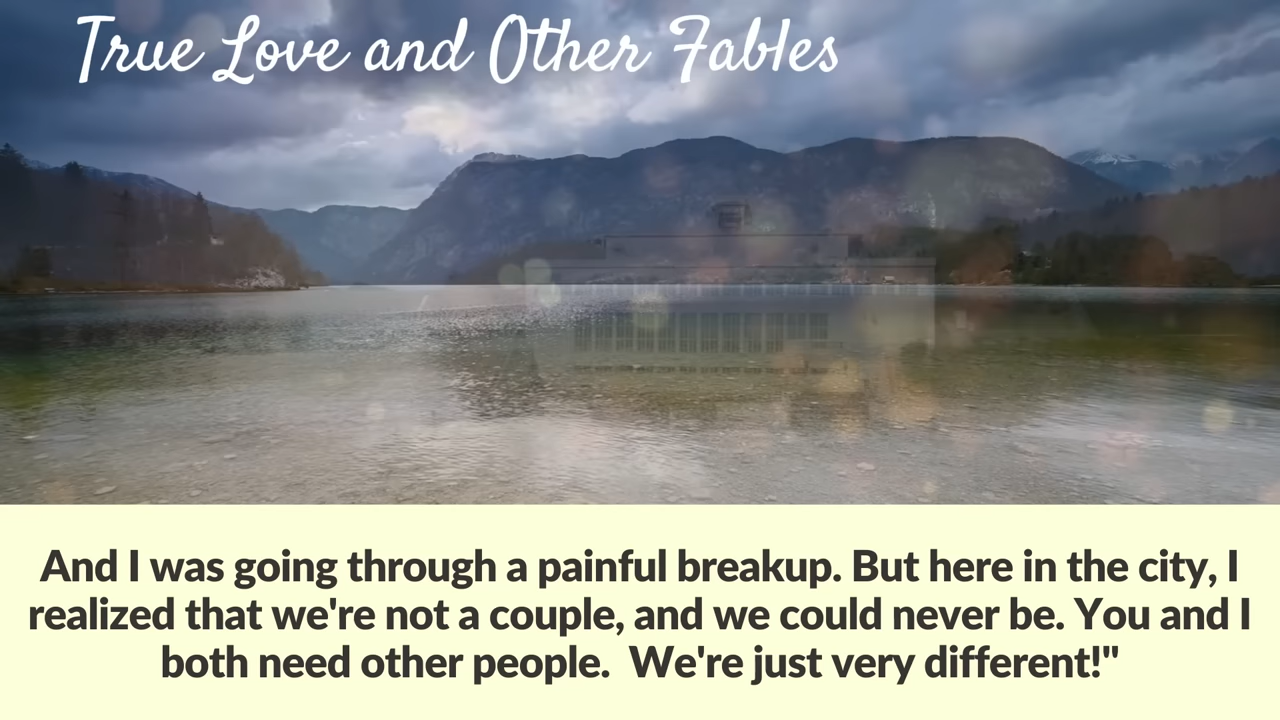 True Love and Other Fables
And I was going through a painful breakup. But here in the city, I
realized that we're not a couple, and we could never be. You and I
both need other people.  We're just very different!"